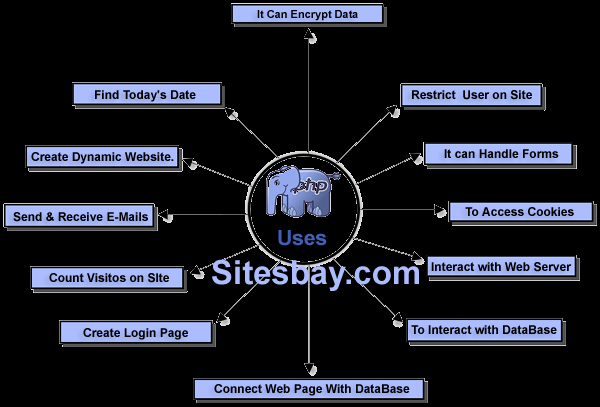 It Can Encrypt Data
Find Today's Date
Restrict User on Site
Create Dynamic Website.
It can Handle Forms
php
Send & Receive E-Mails
To Access Cookies
Uses
Sitesbay.com
Count Visitos on SIte
Interact with Web Server
Create Login Page
To Interact with DataBase
Connect Web Page With DataBase